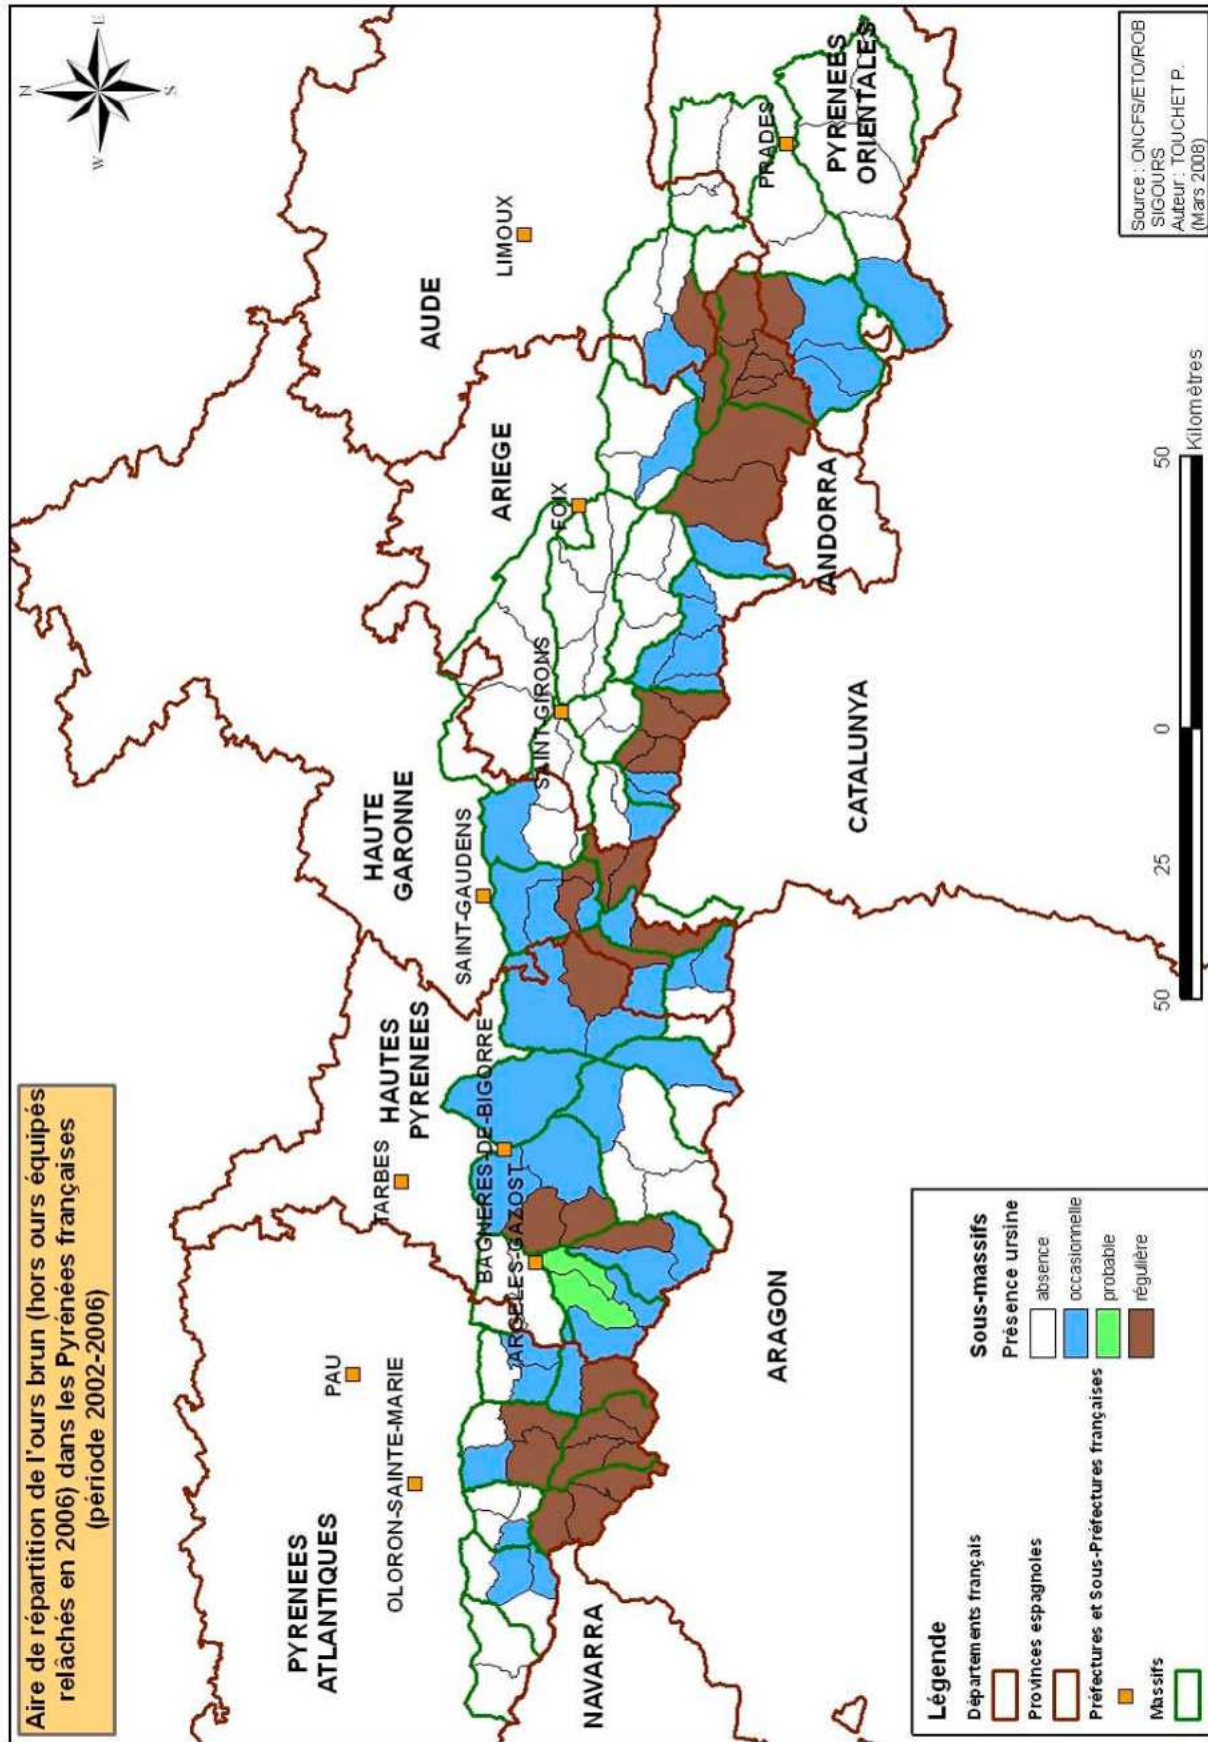 Aire de répartition de l'ours brun (hors ours équipés
relâchés en 2006) dans les Pyrénées françaises
(période 2002-2006)
N
W
E
S
PYRENEES
ATLANTIQUES
PAU
OLORON-SAINTE-MARIE
TARBES
HAUTES
PYRENEES
BAGNERES-DE-BIGORRE
ARGELES-GAZOST
HAUTE
GARONNE
SAINT-GAUDENS
SAINT-GIRONS
ARIEGE
FOIX
AUDE
LIMOUX
PRADES
PYRENEES
ORIENTALES
NAVARRA
ARAGON
CATALUNYA
ANDORRA
Légende
Départements français
Provinces espagnoles
Préfectures et Sous-Préfectures françaises
Massifs
Sous-massifs
Présence ursine
absence
occasionnelle
probable
régulière
50
25
0
50
Kilomètres
Source : ONCFS/ETO/ROB
SIGOURS
Auteur : TOUCHET P.
(Mars 2008)